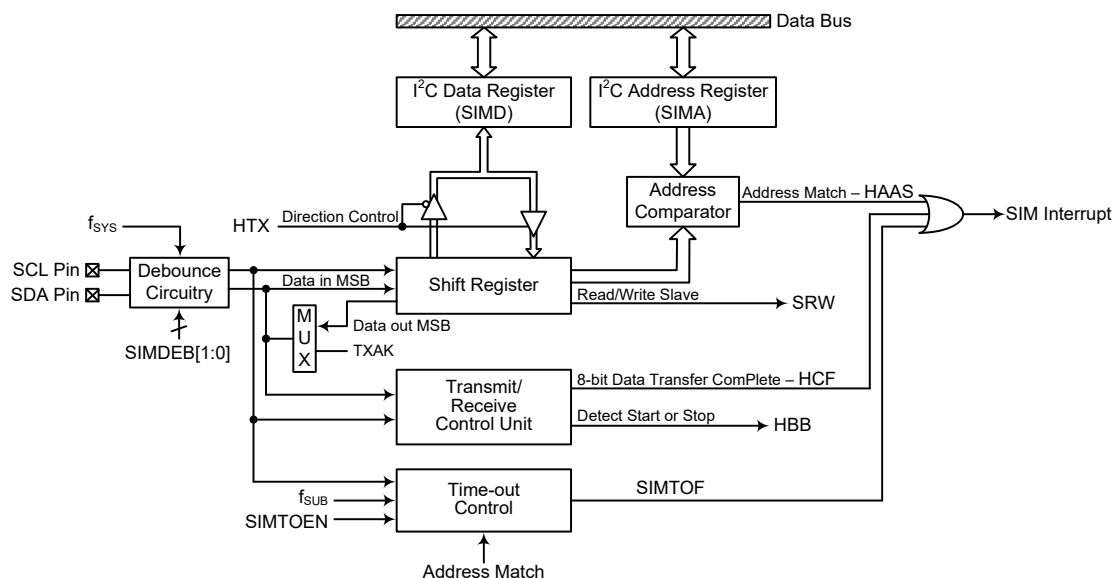 Data Bus
I²C Data Register
(SIMD)
I²C Address Register
(SIMA)
Address
Comparator
Address Match – HAAS
SIM Interrupt
HTX
Direction Control
fSYS
SCL Pin
SDA Pin
Debounce
Circuitry
SIMDEB[1:0]
Data in MSB
Shift Register
Read/Write Slave
SRW
M
U
X
Data out MSB
TXAK
Transmit/
Receive
Control Unit
8-bit Data Transfer ComPlete – HCF
Detect Start or Stop
HBB
Time-out
Control
SIMTOF
fSUB
SIMTOEN
Address Match